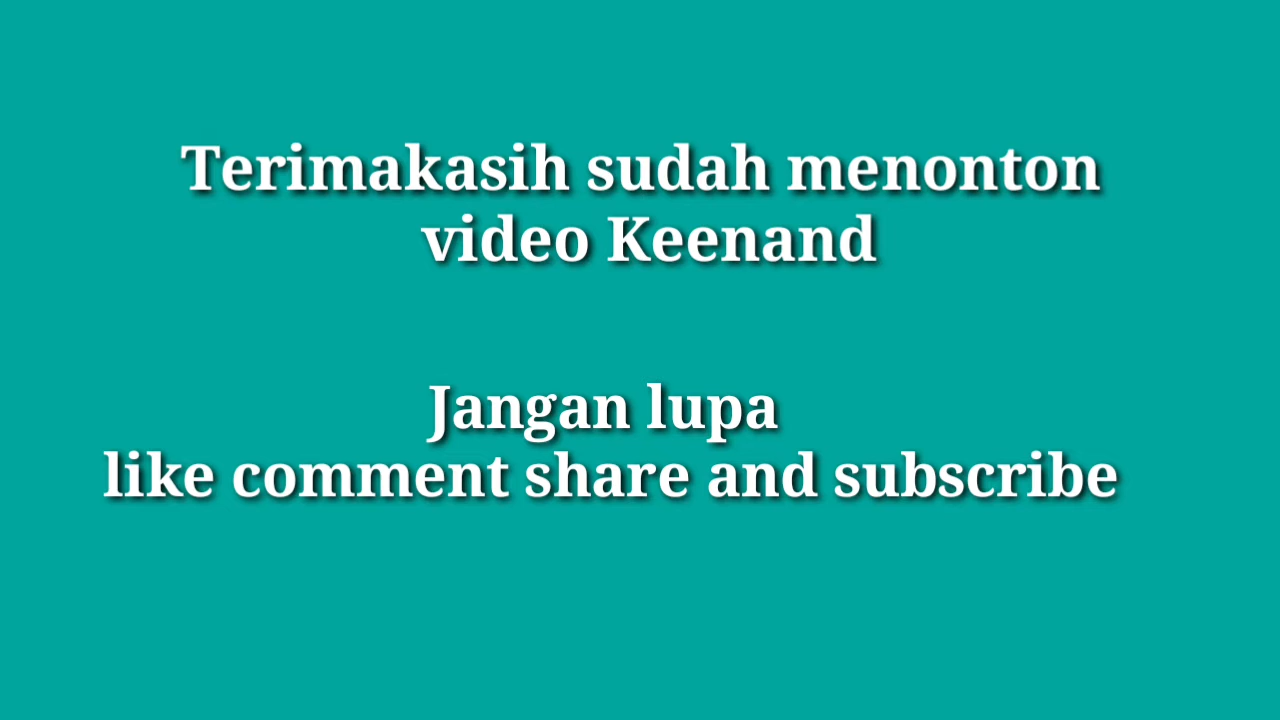 Terimakasih sudah menonton
video Keenand
Jangan lupa
like comment share and subscribe